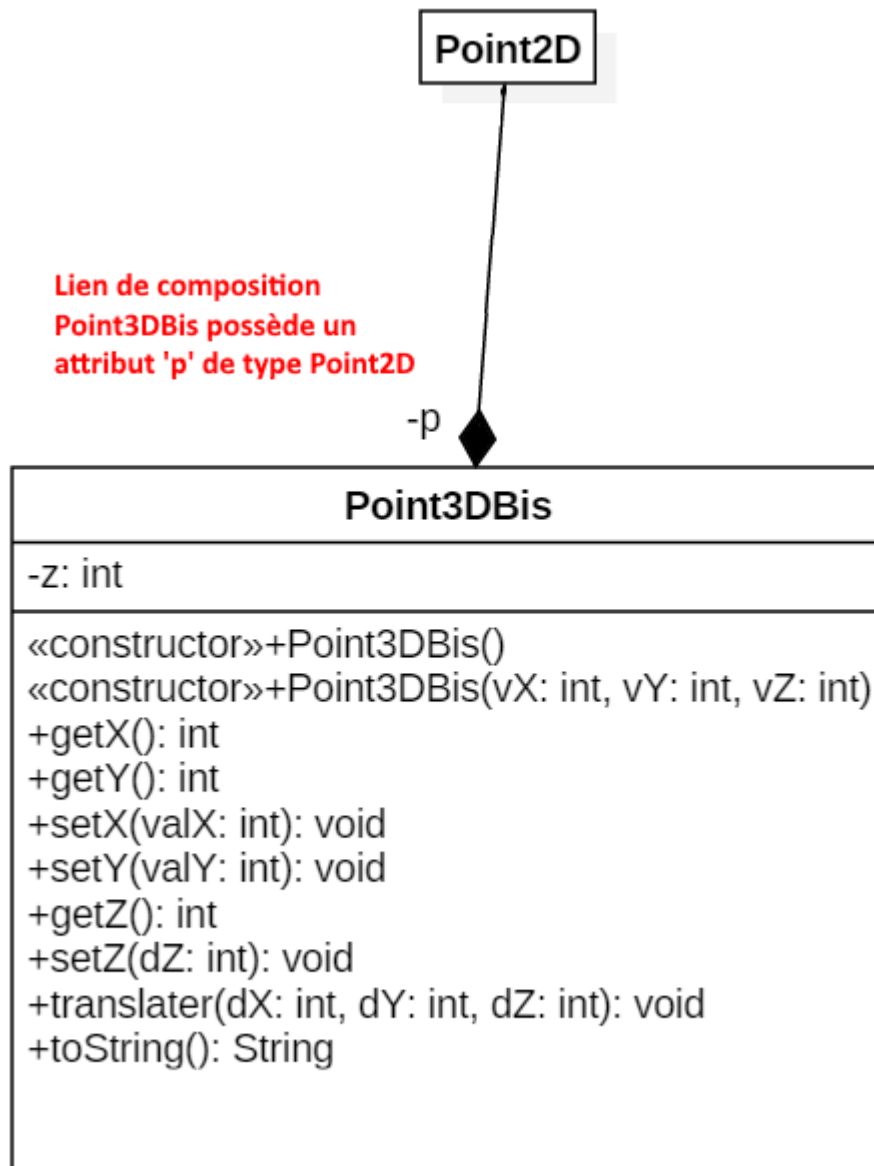 Point2D
Lien de composition
Point3DBis possède un
attribut 'p' de type Point2D
-p
Point3DBis
-z: int
«constructor»+Point3DBis()
«constructor»+Point3DBis(vX: int, vY: int, vZ: int)
+getX(): int
+getY(): int
+setX(valX: int): void
+setY(valY: int): void
+getZ(): int
+setZ(dZ: int): void
+translater(dX: int, dY: int, dZ: int): void
+toString(): String